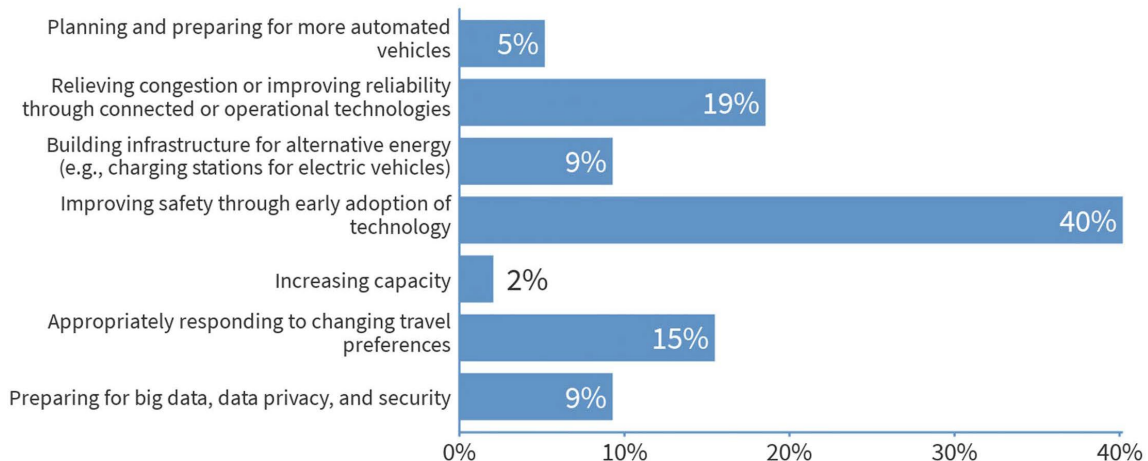 Planning and preparing for more automated
vehicles
5%
Relieving congestion or improving reliability
through connected or operational technologies
19%
Building infrastructure for alternative energy
(e.g., charging stations for electric vehicles)
9%
Improving safety through early adoption of
technology
40%
Increasing capacity
2%
Appropriately responding to changing travel
preferences
15%
Preparing for big data, data privacy, and security
9%
0% 10% 20% 30% 40%